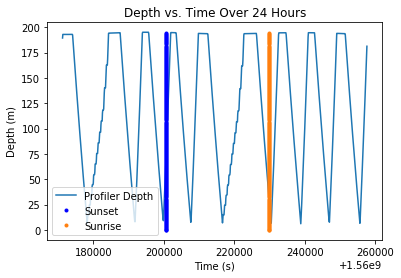 Depth vs. Time Over 24 Hours
Depth (m)
200
175
150
125
100
75
50
25
0
Profiler Depth
Sunset
Sunrise
180000 200000 220000 240000 260000
Time (s)
+1.56e9